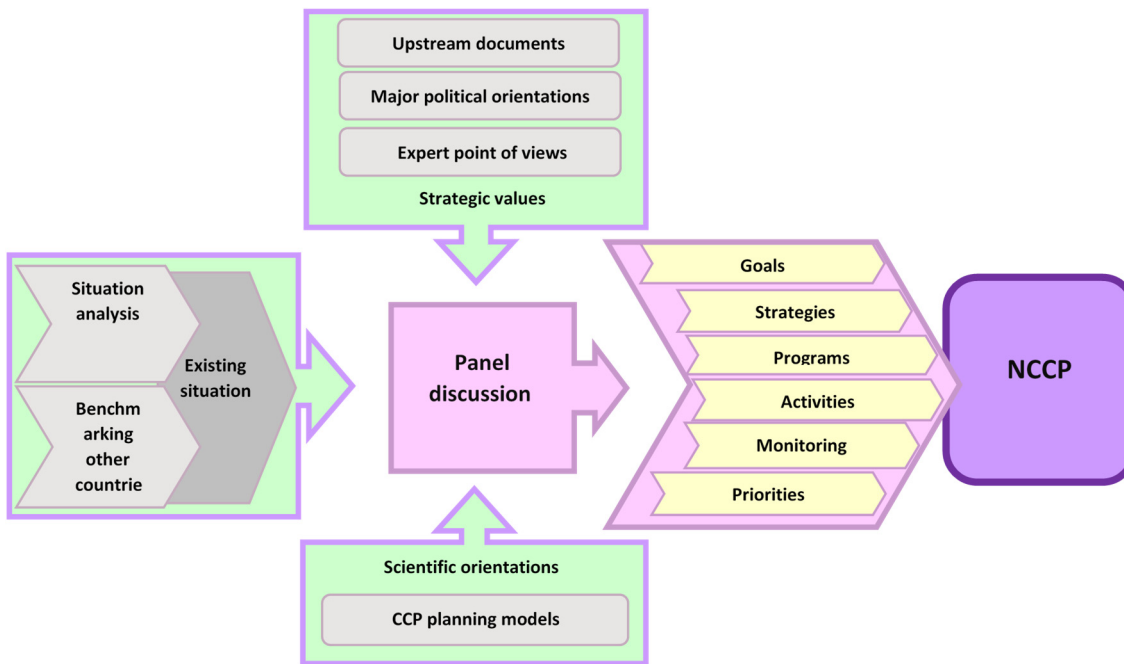 Upstream documents
Major political orientations
Expert point of views
Strategic values
Situation
analysis
Existing
situation
Benchm
arking
other
countrie
Panel
discussion
Goals
Strategies
Programs
Activities
Monitoring
Priorities
NCCP
Scientific orientations
CCP planning models